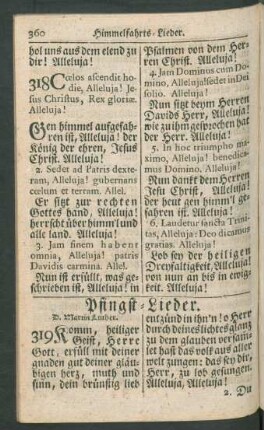 360 Himmelfahrts-Lieder.
hol uns aus dem elend zu
dir! Alleluja!
318 Cœlos ascendit ho-
die, Alleluja! Je-
sus Christus, Rex gloriæ.
Alleluja!
Gen himmel aufgefah-
ren ist, Alleluja! der
König der ehren, Jesus
Christ. Alleluja!
2. Sedet ad Patris dexte-
ram, Alleluja! gubernans
cœlum et terram. Allel.
Er sitzt zur rechten
Gottes hand, Alleluja!
herrscht über himml und
alle land. Alleluja!
3. Jam finem habent
omnia, Alleluja! patris
Davidis carmina. Allel.
Nun ist erfüllt, was ge-
schrieben ist, Alleluja! in
Psalmen von dem Her-
ren Christ. Alleluja!
4. Jam Dominus cum Do-
mino, Alleluja! sedet in Dei
solio, Alleluja!
Nun sitzt beym Herren
Davids Herr, Alleluja!
wie zu ihm gesprochen hat
der Herr. Alleluja!
5. In hoc triumpho ma-
ximo, Alleluja! benedica-
mus Domino. Alleluja!
Nun danckt dem Herren
Jesu Christ, Alleluja!
der heut gen himm'l ge-
fahren ist. Alleluja!
6. Laudetur sancta Trini-
tas, Alleluja! Deo dicamus
gratias. Alleluja!
Lob sey der heiligen
Dreyfaltigkeit, Alleluja!
von nun an bis in ewig-
keit. Alleluja!
Pfingst-Lieder.
D. Martin Luther.
319 Komm, heiliger
Geist, Herre
Gott, erfüll mit deiner
gnaden gut deiner gläu-
bigen herz, muth und
sinn, dein brünstig lieb
entzünd in ihn'n! o Herr
durch deines lichtes glanz
zu dem glauben versam-
let hast das volk aus aller
welt zungen: das sey dir,
Herr, zu lob gesungen,
Alleluja, Alleluja!
2. Du